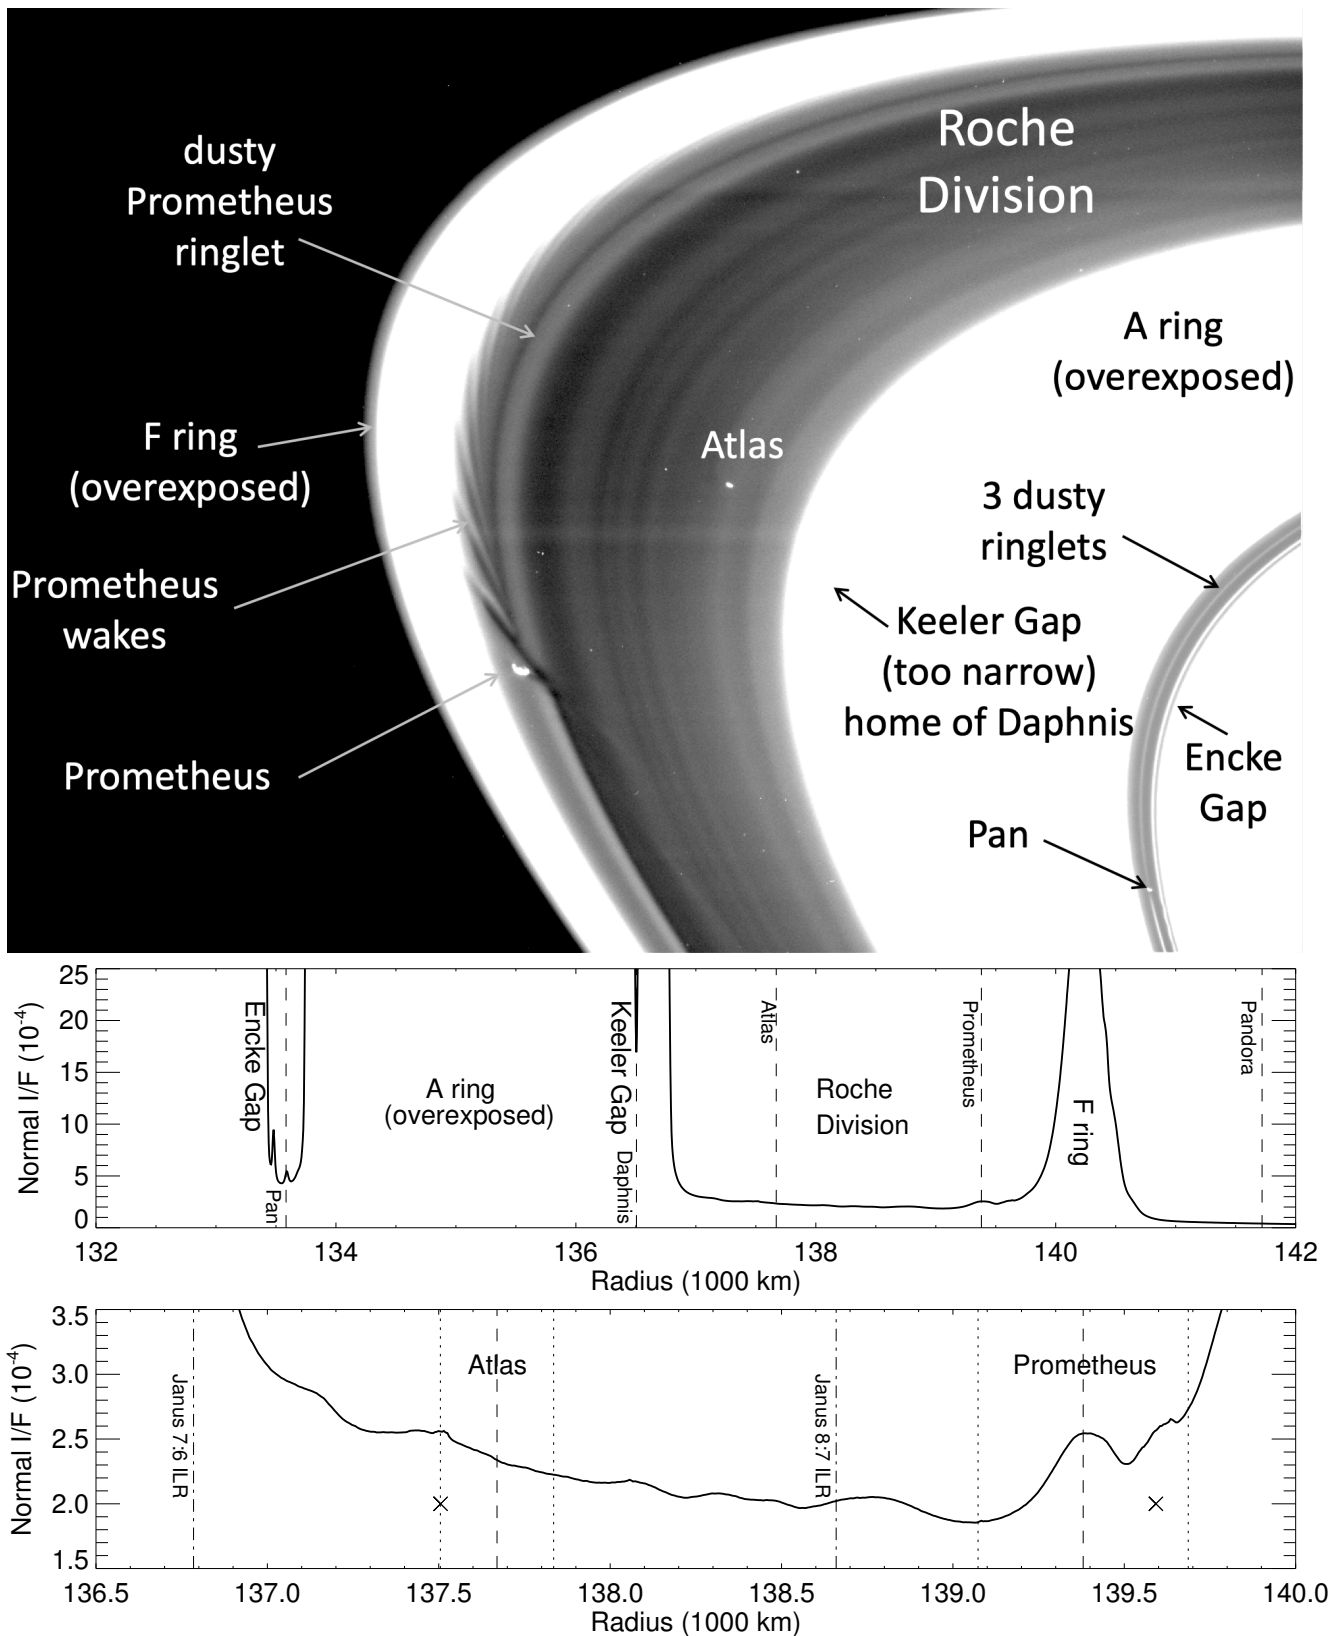 dusty
Prometheus
ringlet
Roche
Division
A ring
(overexposed)
F ring
(overexposed)
Atlas
3 dusty
ringlets
Prometheus
wakes
Keeler Gap
(too narrow)
home of Daphnis
Encke
Gap
Prometheus
Pan
25
20
15
10
5
0
Normal I/F (10-4)
Encke Gap
Pan
A ring
(overexposed)
Keeler Gap
Daphnis
Atlas
Roche
Division
Prometheus
F ring
Pandora
132 134 136 138 140 142
Radius (1000 km)
3.5
3.0
2.5
2.0
1.5
Normal I/F (10-4)
Janus 7:6 ILR
Atlas
Janus 8:7 ILR
Prometheus
136.5 137.0 137.5 138.0 138.5 139.0 139.5 140.0
Radius (1000 km)